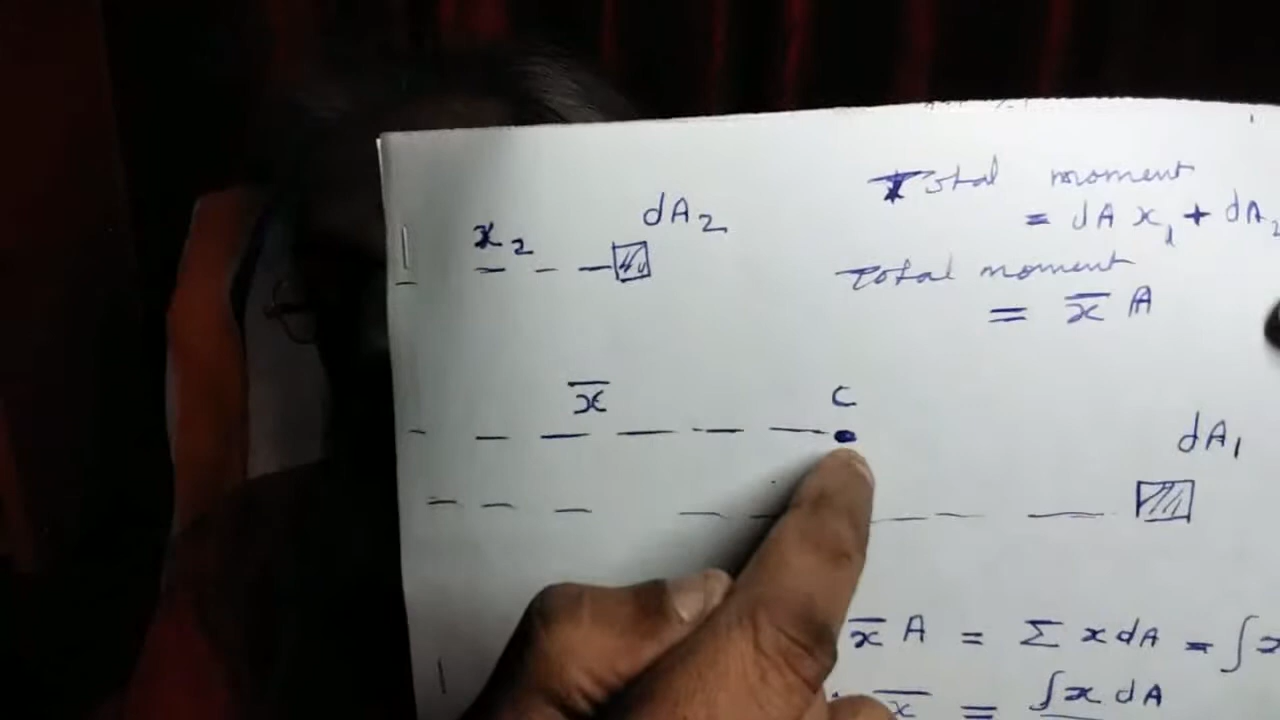 Total moment
= dA x₁ + dA₂
Total moment
= x̅ A
x₂
dA₂
x̅
C
dA₁
x̅ A = Σ x dA = ∫ x
x̅ = ∫ x dA